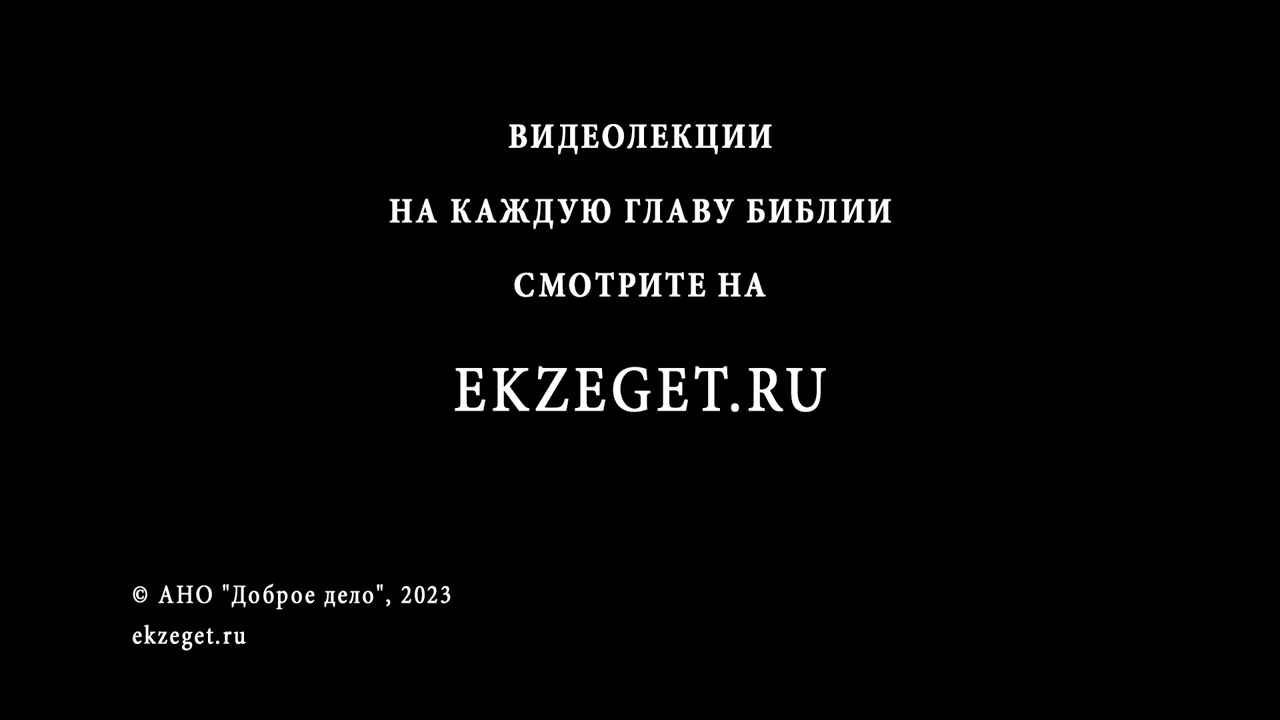 ВИДЕОЛЕКЦИИ
НА КАЖДУЮ ГЛАВУ БИБЛИИ
СМОТРИТЕ НА
EKZEGET.RU
© АНО "Доброе дело", 2023
ekzeget.ru